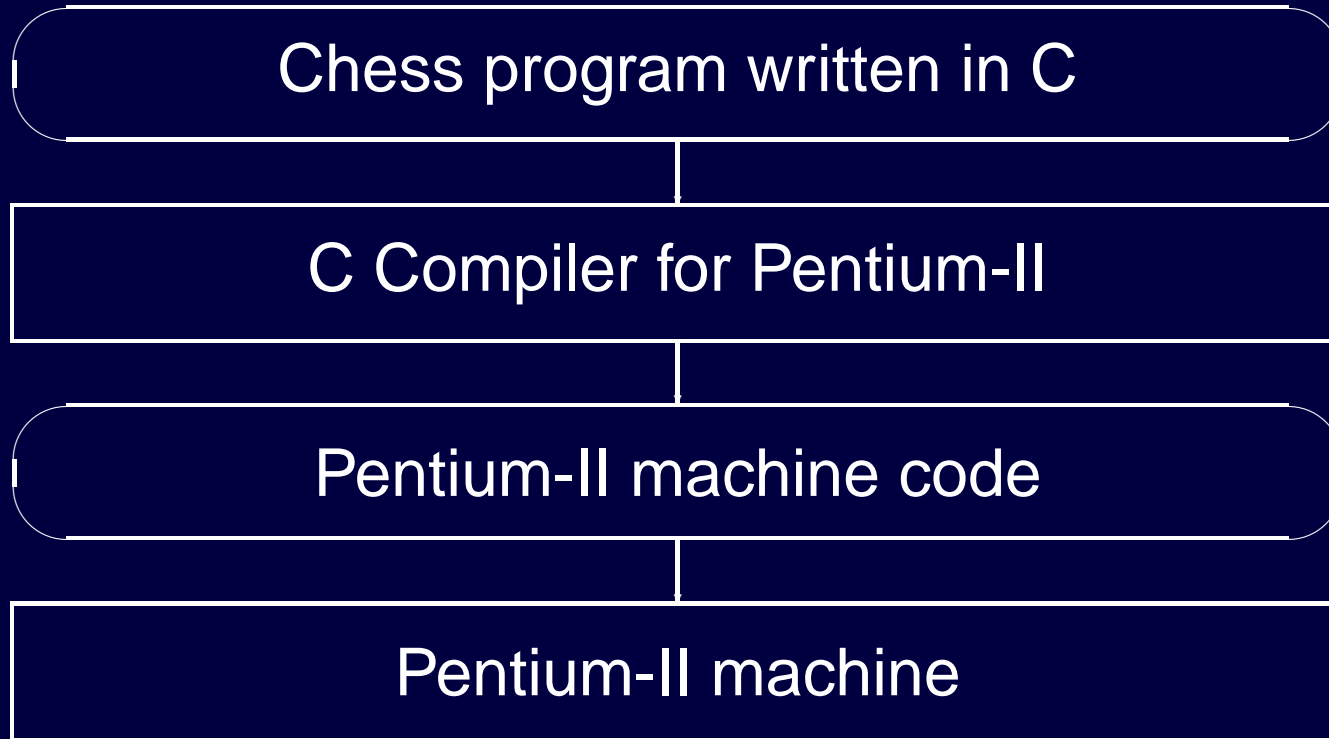 Chess program written in C
C Compiler for Pentium-II
Pentium-II machine code
Pentium-II machine